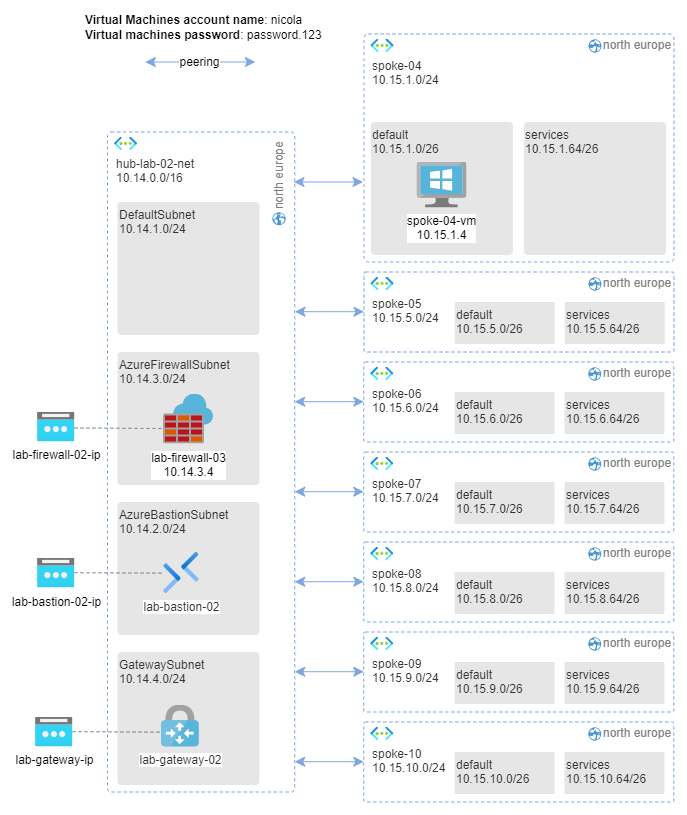 Virtual Machines account name: nicola
Virtual machines password: password.123
peering
hub-lab-02-net
10.14.0.0/16
north europe
DefaultSubnet
10.14.1.0/24
AzureFirewallSubnet
10.14.3.0/24
lab-firewall-03
10.14.3.4
lab-firewall-02-ip
AzureBastionSubnet
10.14.2.0/24
lab-bastion-02
lab-bastion-02-ip
GatewaySubnet
10.14.4.0/24
lab-gateway-02
lab-gateway-ip
north europe
spoke-04
10.15.1.0/24
default
10.15.1.0/26
spoke-04-vm
10.15.1.4
services
10.15.1.64/26
north europe
spoke-05
10.15.5.0/24
default
10.15.5.0/26
services
10.15.5.64/26
north europe
spoke-06
10.15.6.0/24
default
10.15.6.0/26
services
10.15.6.64/26
north europe
spoke-07
10.15.7.0/24
default
10.15.7.0/26
services
10.15.7.64/26
north europe
spoke-08
10.15.8.0/24
default
10.15.8.0/26
services
10.15.8.64/26
north europe
spoke-09
10.15.9.0/24
default
10.15.9.0/26
services
10.15.9.64/26
north europe
spoke-10
10.15.10.0/24
default
10.15.10.0/26
services
10.15.10.64/26